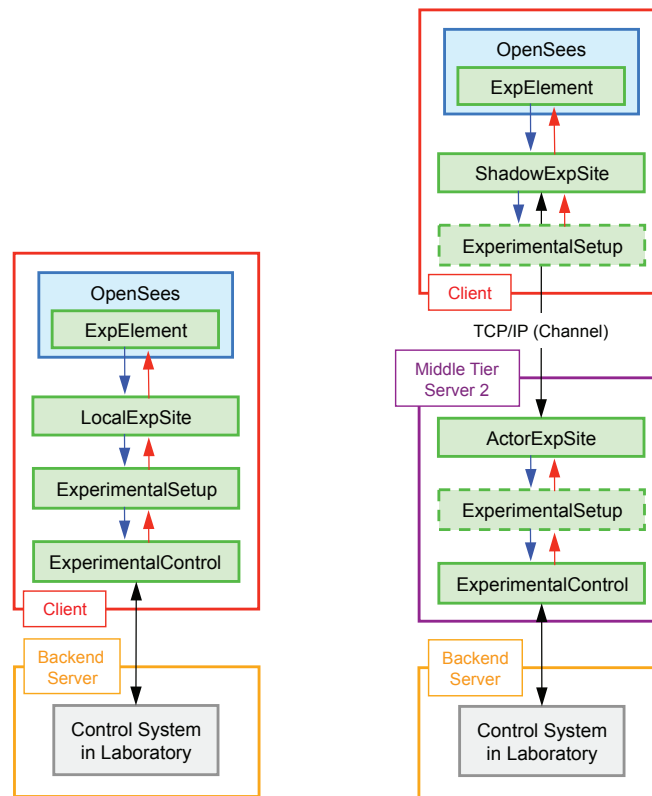 OpenSees
ExpElement
LocalExpSite
ExperimentalSetup
ExperimentalControl
Client
Backend
Server
Control System
in Laboratory
OpenSees
ExpElement
ShadowExpSite
ExperimentalSetup
Client
TCP/IP (Channel)
Middle Tier
Server 2
ActorExpSite
ExperimentalSetup
ExperimentalControl
Backend
Server
Control System
in Laboratory